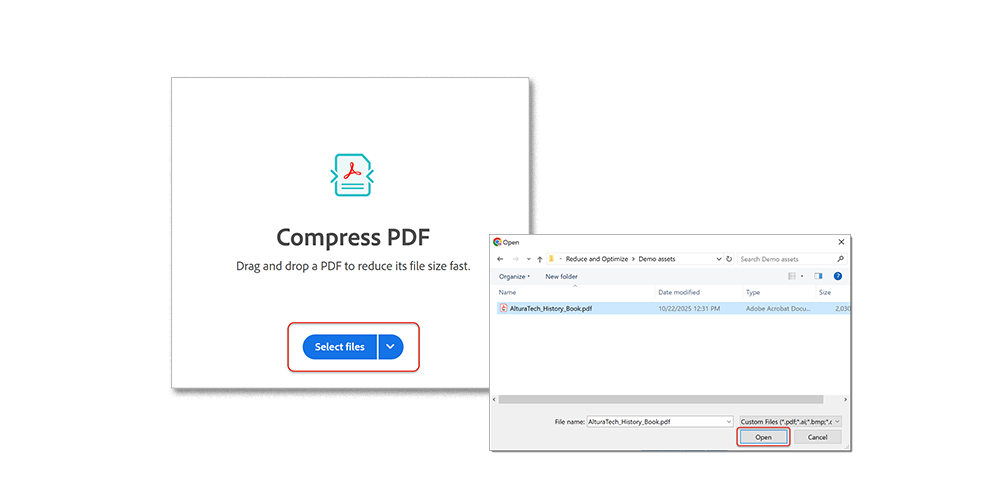 Compress PDF
Drag and drop a PDF to reduce its file size fast.
Select files
Open
Reduce and Optimize > Demo assets
Search Demo assets
Organize
New folder
Name Date modified Type Size
AlturaTech_History_Book.pdf 10/22/2025 12:31 PM Adobe Acrobat Docu... 2,030
File name: AlturaTech_History_Book.pdf Custom Files (*.pdf;*.ai;*.bmp;*.c
Open Cancel